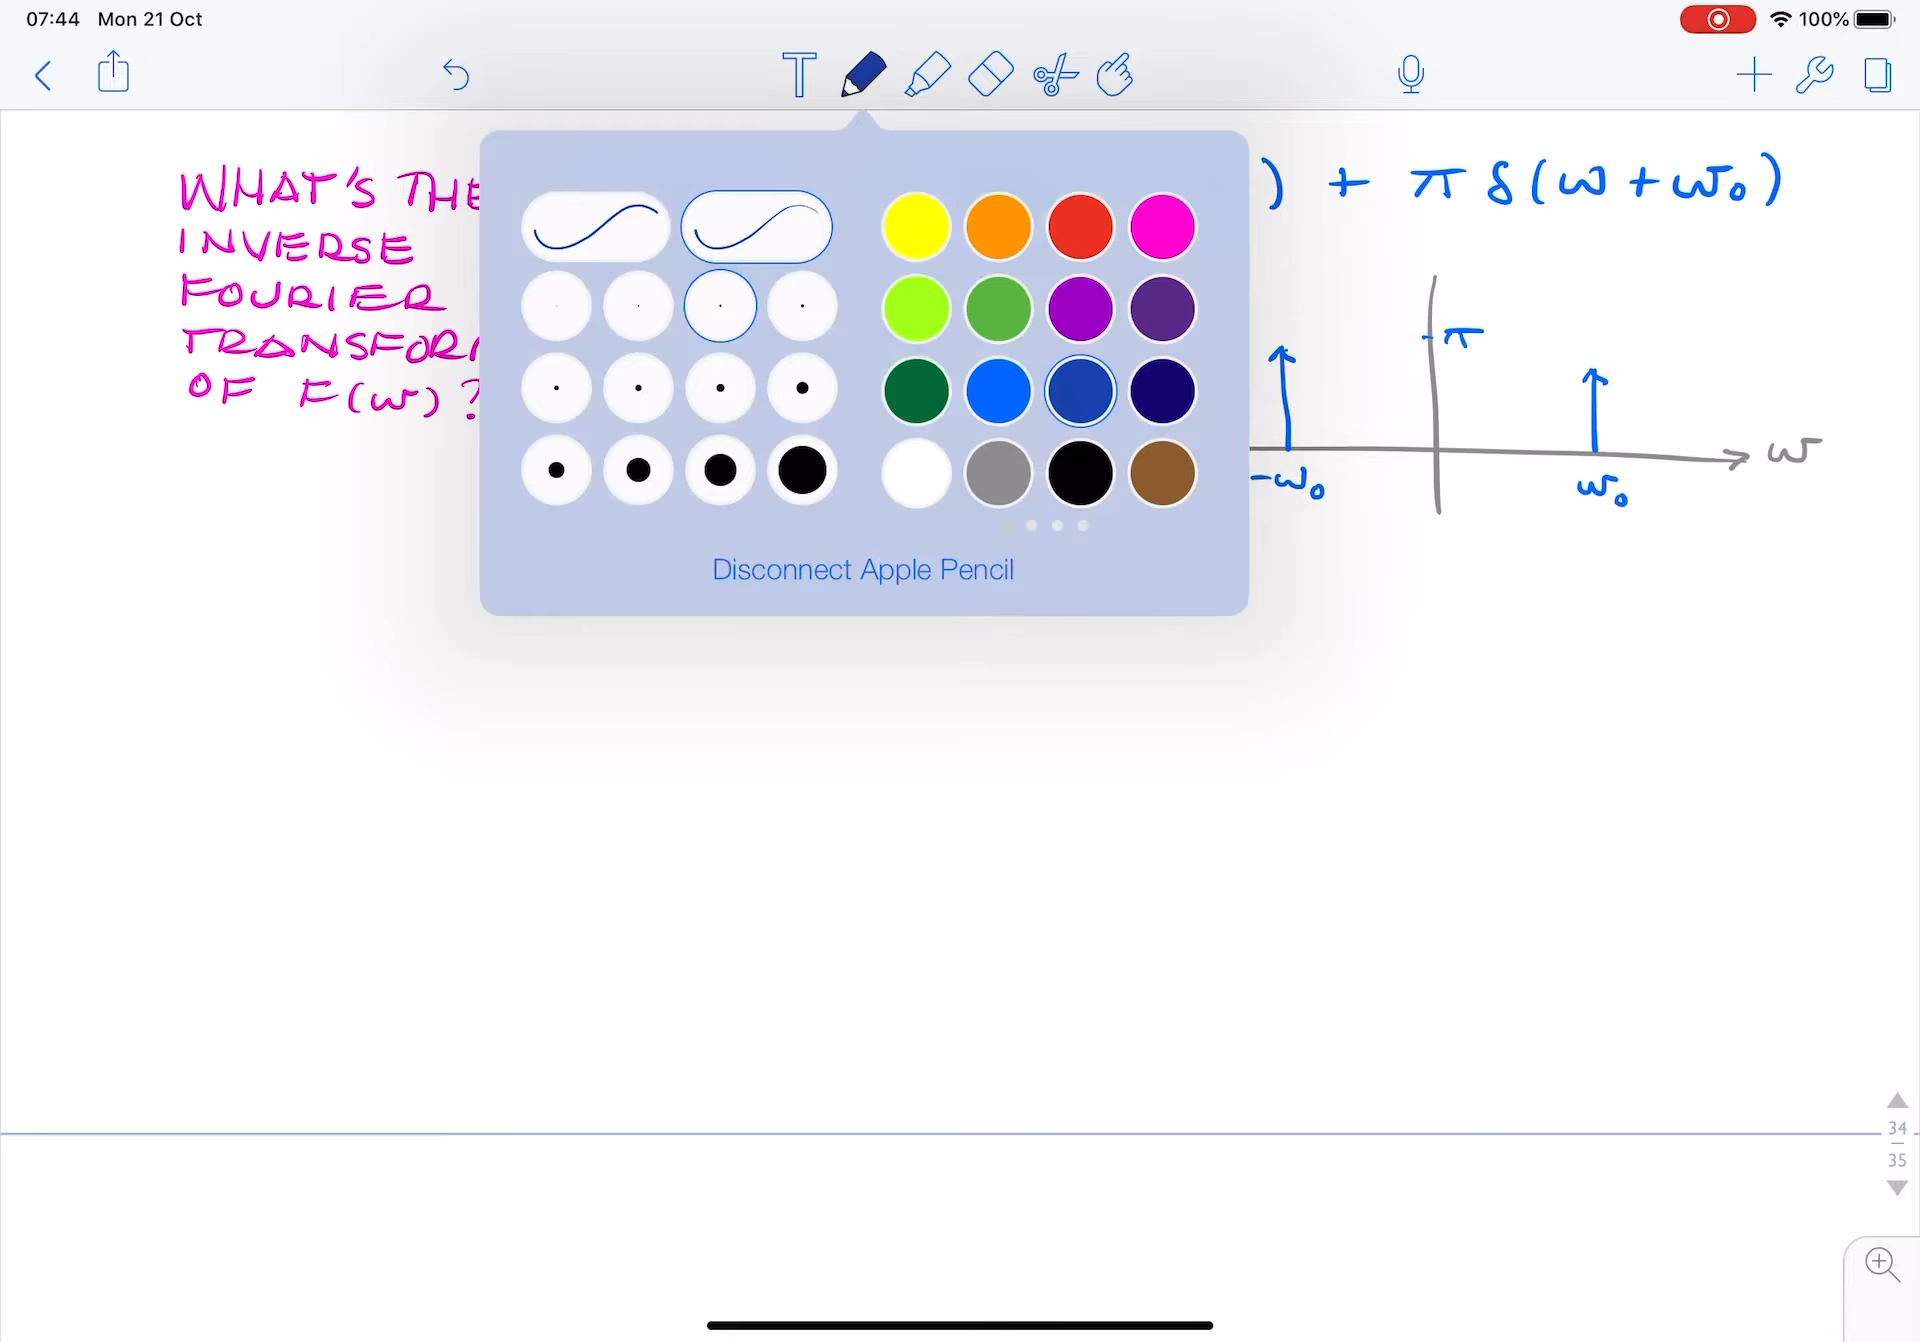 07:44 Mon 21 Oct
100%
T
WHAT'S THE
INVERSE
FOURIER
TRANSFOR
OF F(ω) ?
) + π δ(ω + ω₀)
π
-ω₀
ω₀
ω
Disconnect Apple Pencil
34
35